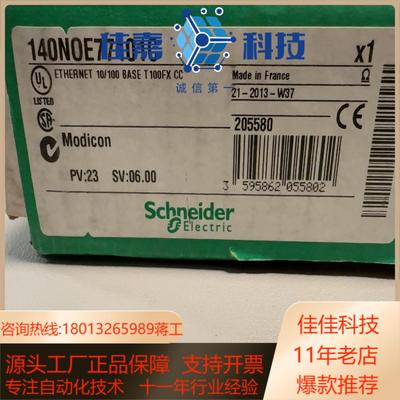 佳嘉 科技
诚信第一
140NOE77
x1
ETHERNET 10/100 BASE T100FX CC
Made in France
UL
LISTED
21-2013-W37
205580
CE
Modicon
PV:23 SV:06.00
3 595862 055802
Schneider
Electric
咨询热线:18013265989蒋工
佳佳科技
源头工厂正品保障 支持开票
11年老店
专注自动化技术 十一年行业经验
爆款推荐